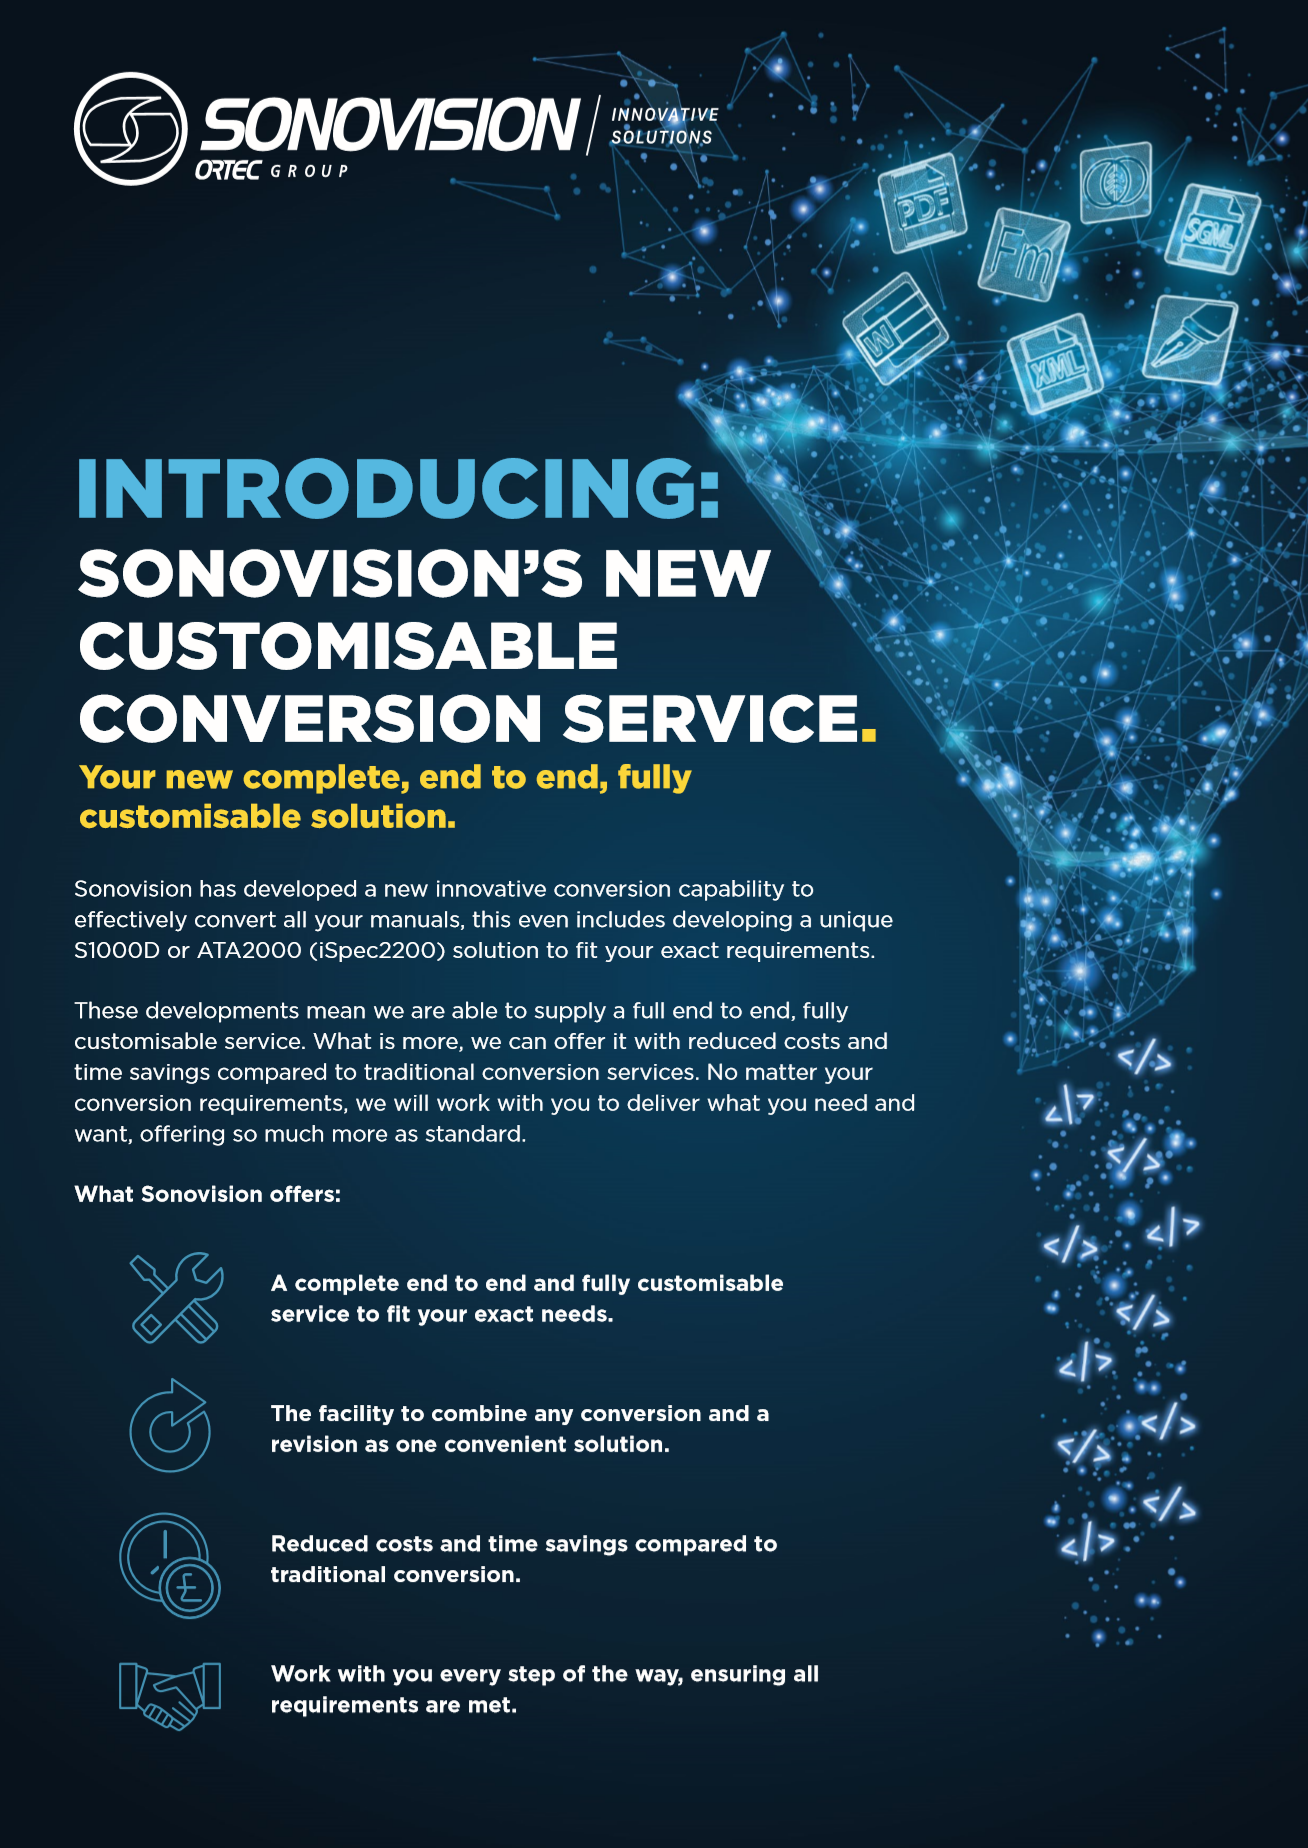 SONOVISION
INNOVATIVE
SOLUTIONS
ORTEC GROUP
PDF
Fm
SGML
W
XML
INTRODUCING:
SONOVISION’S NEW
CUSTOMISABLE
CONVERSION SERVICE.
Your new complete, end to end, fully
customisable solution.
Sonovision has developed a new innovative conversion capability to
effectively convert all your manuals, this even includes developing a unique
S1000D or ATA2000 (iSpec2200) solution to fit your exact requirements.
These developments mean we are able to supply a full end to end, fully
customisable service. What is more, we can offer it with reduced costs and
time savings compared to traditional conversion services. No matter your
conversion requirements, we will work with you to deliver what you need and
want, offering so much more as standard.
What Sonovision offers:
</>
</>
</>
</>
</>
</>
</>
</>
</>
</>
</>
A complete end to end and fully customisable
service to fit your exact needs.
The facility to combine any conversion and a
revision as one convenient solution.
£
Reduced costs and time savings compared to
traditional conversion.
Work with you every step of the way, ensuring all
requirements are met.